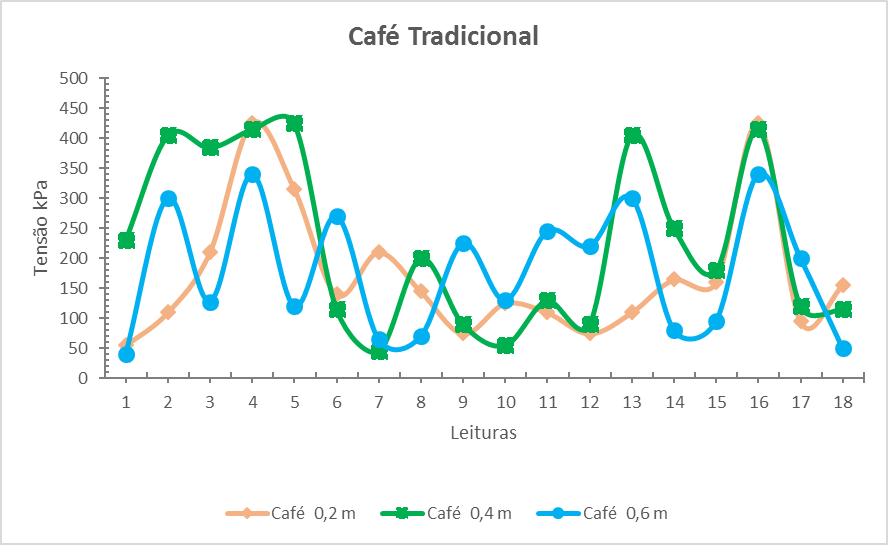 Café Tradicional
500
450
400
350
300
250
200
150
100
50
0
Tensão kPa
1 2 3 4 5 6 7 8 9 10 11 12 13 14 15 16 17 18
Leituras
Café 0,2 m Café 0,4 m Café 0,6 m